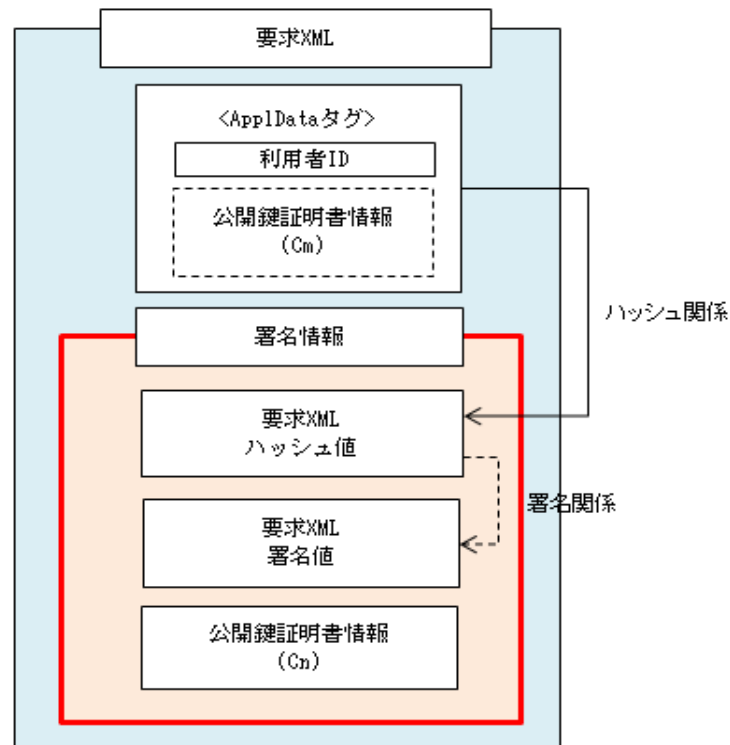 要求XML
<ApplDataタグ>
利用者ID
公開鍵証明書情報
(Cm)
ハッシュ関係
署名情報
要求XML
ハッシュ値
署名関係
要求XML
署名値
公開鍵証明書情報
(Cn)